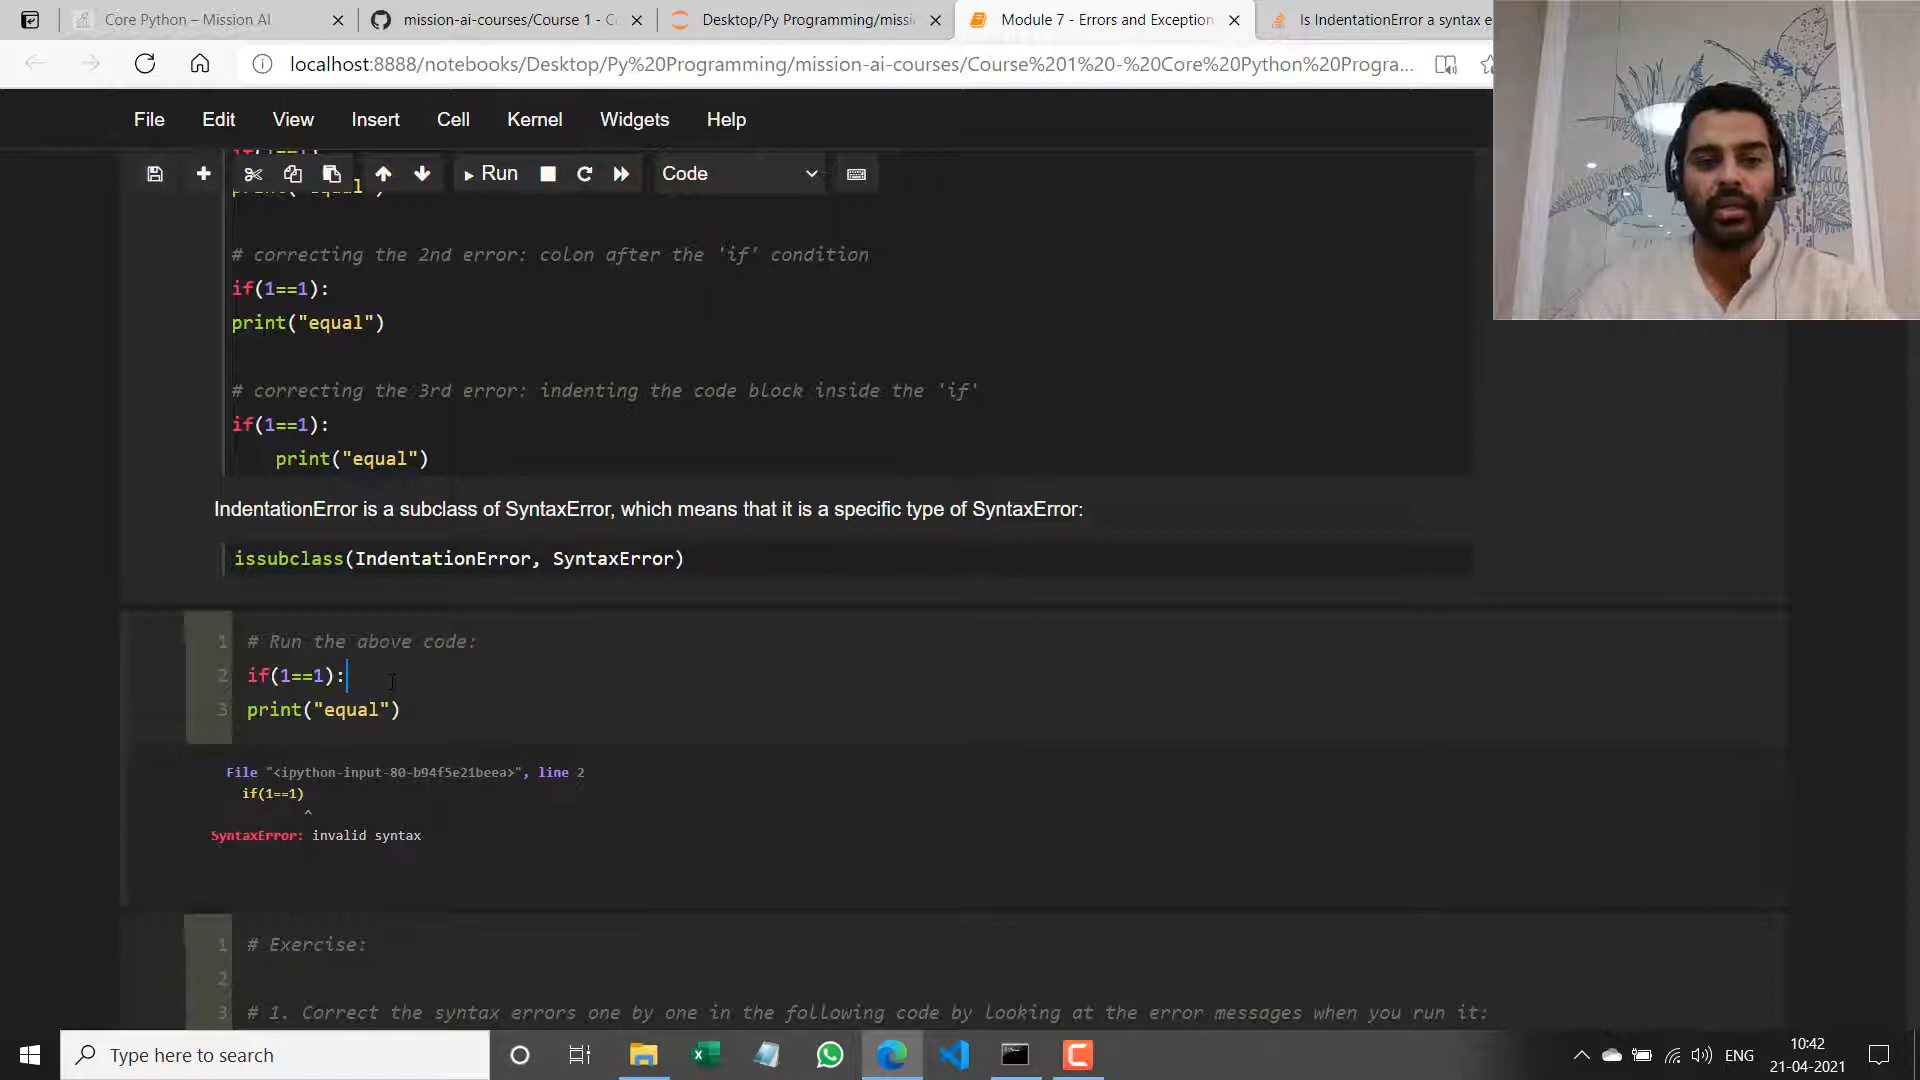 Core Python – Mission AI
mission-ai-courses/Course 1 - C
Desktop/Py Programming/missi
Module 7 - Errors and Exception
Is IndentationError a syntax e
localhost:8888/notebooks/Desktop/Py%20Programming/mission-ai-courses/Course%201%20-%20Core%20Python%20Progra...
File Edit View Insert Cell Kernel Widgets Help
Run
Code
# correcting the 2nd error: colon after the 'if' condition
if(1==1):
print("equal")
# correcting the 3rd error: indenting the code block inside the 'if'
if(1==1):
print("equal")
IndentationError is a subclass of SyntaxError, which means that it is a specific type of SyntaxError:
issubclass(IndentationError, SyntaxError)
1 # Run the above code:
2 if(1==1):
3 print("equal")
File "<ipython-input-80-b94f5e21beea>", line 2
if(1==1)
^
SyntaxError: invalid syntax
1 # Exercise:
2
3 # 1. Correct the syntax errors one by one in the following code by looking at the error messages when you run it:
Type here to search
ENG
10:42
21-04-2021